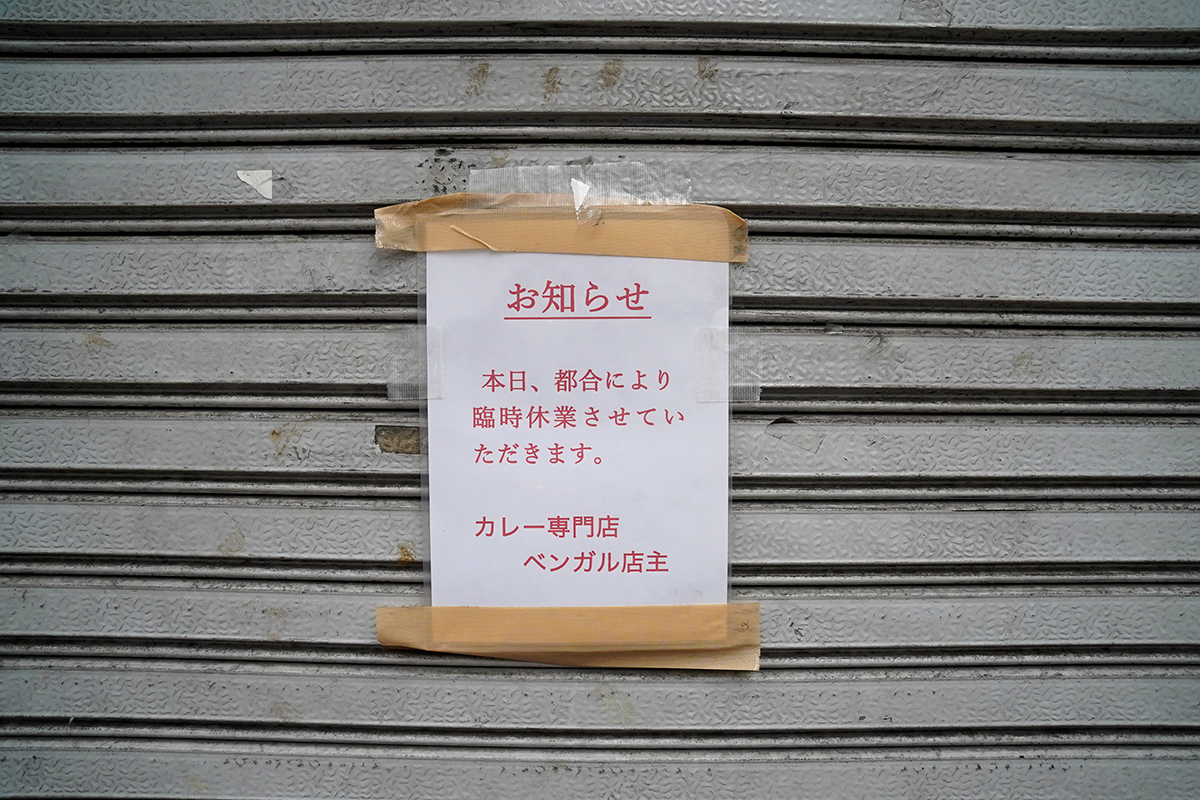 お知らせ
本日、都合により
臨時休業させてい
ただきます。
カレー専門店
ベンガル店主